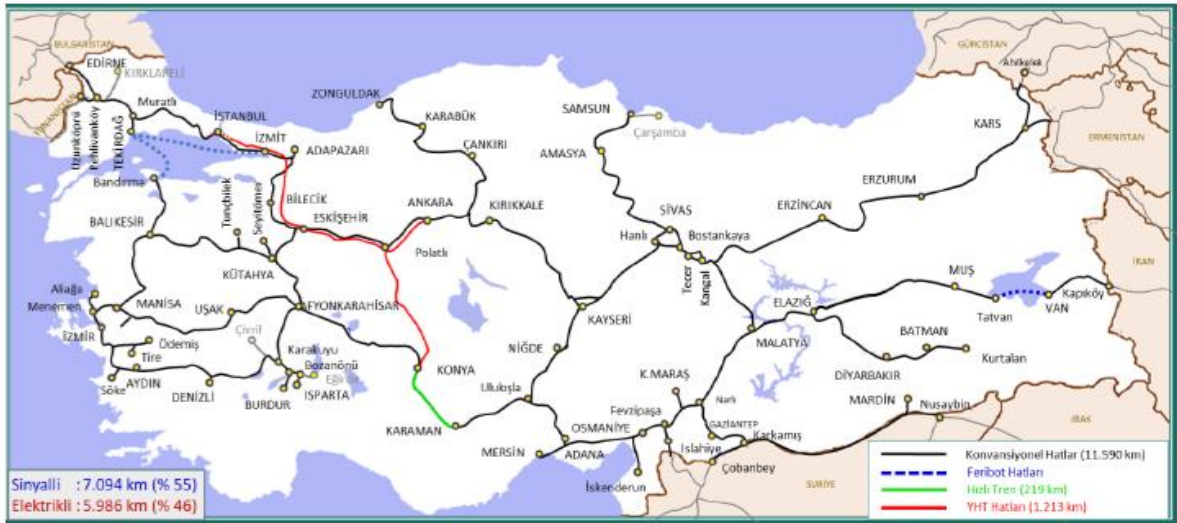 BULGARİSTAN
GÜRCİSTAN
EDİRNE
KIRKLARELİ
Ahılkelek
YUNANİSTAN
ZONGULDAK
Muratlı
İSTANBUL
KARABÜK
SAMSUN
Çarşamba
KARS
ERMENİSTAN
Uzunköprü
Pehlivanköy
TEKİRDAĞ
İZMİT
ADAPAZARI
ÇANKIRI
AMASYA
Bandırma
ERZURUM
BİLECİK
Tunçbilek
Seyitömer
ESKİŞEHİR
ANKARA
KIRIKKALE
SİVAS
ERZİNCAN
BALIKESİR
Hanlı
Bostankaya
Polatlı
Tecer
Kangal
KÜTAHYA
MUŞ
İRAN
Aliağa
Menemen
MANİSA
UŞAK
AFYONKARAHİSAR
ELAZIĞ
Kapıköy
VAN
Tatvan
KAYSERİ
İZMİR
Çivril
Ödemiş
NİĞDE
MALATYA
BATMAN
Tire
Karakuyu
Bozanönü
Kurtalan
KONYA
Eğirdir
Söke
AYDIN
DENİZLİ
BURDUR
ISPARTA
Ulukışla
K.MARAŞ
DİYARBAKIR
Narlı
MARDİN
Nusaybin
Fevzipaşa
KARAMAN
OSMANİYE
GAZİANTEP
Karkamış
IRAK
MERSİN
ADANA
Islahiye
Çobanbey
İskenderun
SURİYE
Konvansiyonel Hatlar (11.590 km)
Feribot Hatları
Hızlı Tren (219 km)
YHT Hatları (1.213 km)
Sinyalli : 7.094 km (% 55)
Elektrikli : 5.986 km (% 46)